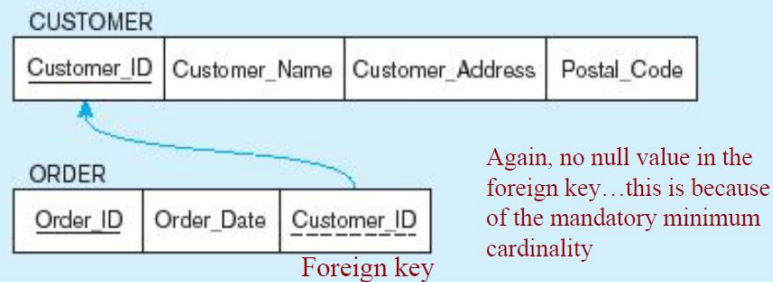 CUSTOMER
Customer_ID Customer_Name Customer_Address Postal_Code
ORDER
Order_ID Order_Date Customer_ID
Foreign key
Again, no null value in the
foreign key…this is because
of the mandatory minimum
cardinality